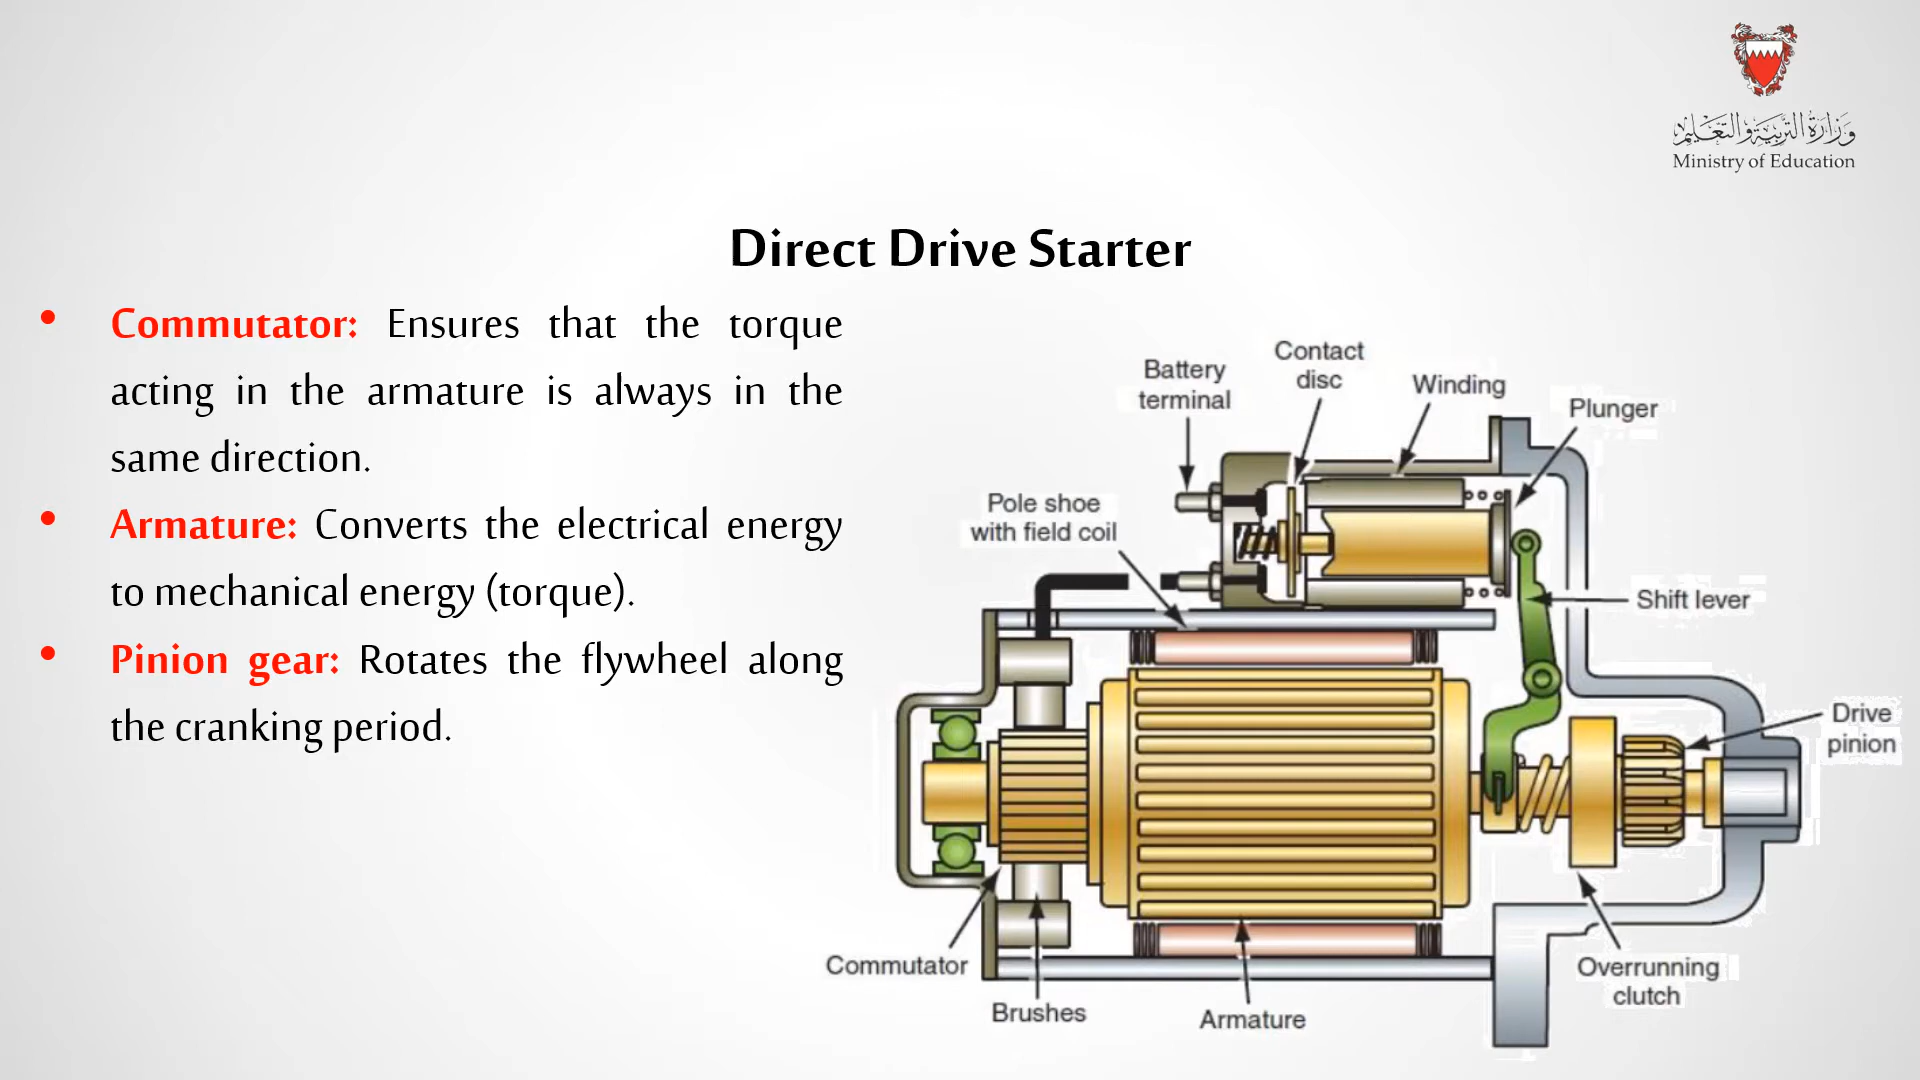 وزارة التربية والتعليم
Ministry of Education
Direct Drive Starter
• Commutator: Ensures that the torque
acting in the armature is always in the
same direction.
• Armature: Converts the electrical energy
to mechanical energy (torque).
• Pinion gear: Rotates the flywheel along
the cranking period.
Contact
disc
Battery
terminal
Winding
Plunger
Pole shoe
with field coil
Shift lever
Drive
pinion
Commutator
Brushes
Armature
Overrunning
clutch